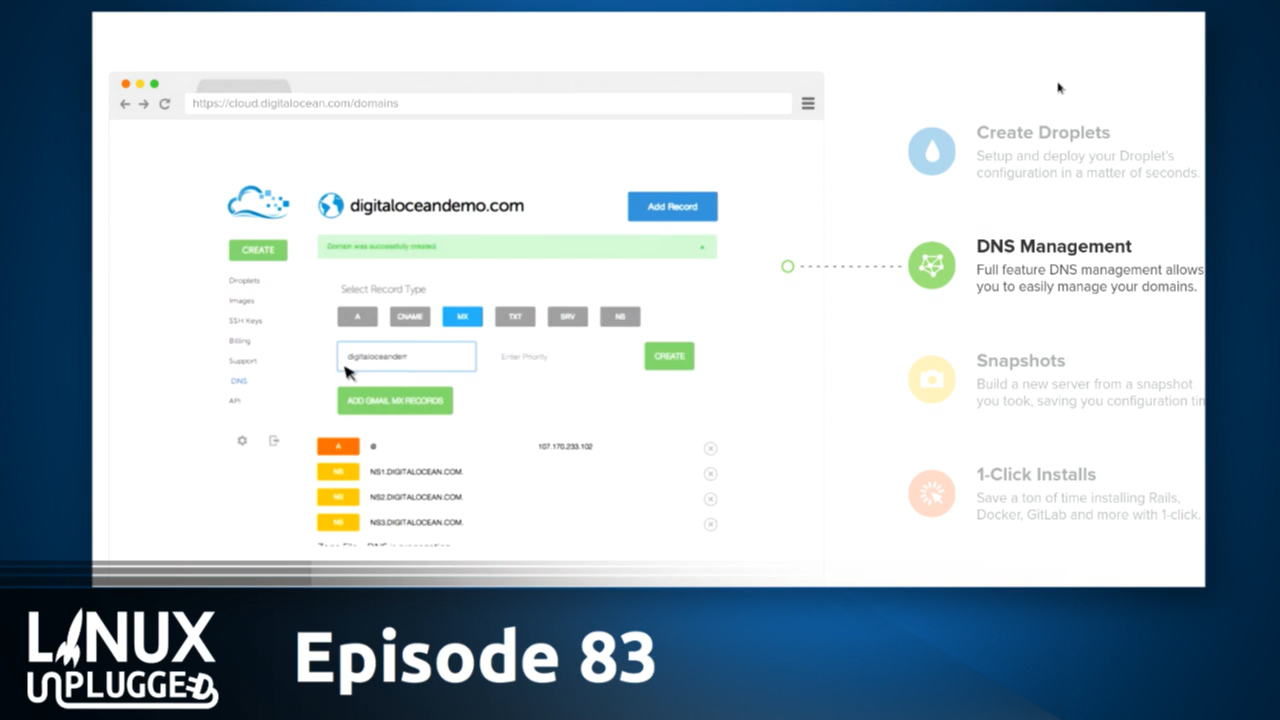 https://cloud.digitalocean.com/domains
digitaloceandemo.com
Add Record
CREATE
Domain was successfully created.
Droplets
Images
SSH Keys
Billing
Support
DNS
API
Select Record Type
A
CNAME
MX
TXT
SRV
NS
digitaloceandem
Enter Priority
CREATE
ADD GMAIL MX RECORDS
A @ 107.170.233.102
NS NS1.DIGITALOCEAN.COM.
NS NS2.DIGITALOCEAN.COM.
NS NS3.DIGITALOCEAN.COM.
Create Droplets
Setup and deploy your Droplet's
configuration in a matter of seconds.
DNS Management
Full feature DNS management allows
you to easily manage your domains.
Snapshots
Build a new server from a snapshot
you took, saving you configuration tim
1-Click Installs
Save a ton of time installing Rails,
Docker, GitLab and more with 1-click.
LINUX
UNPLUGGED
Episode 83